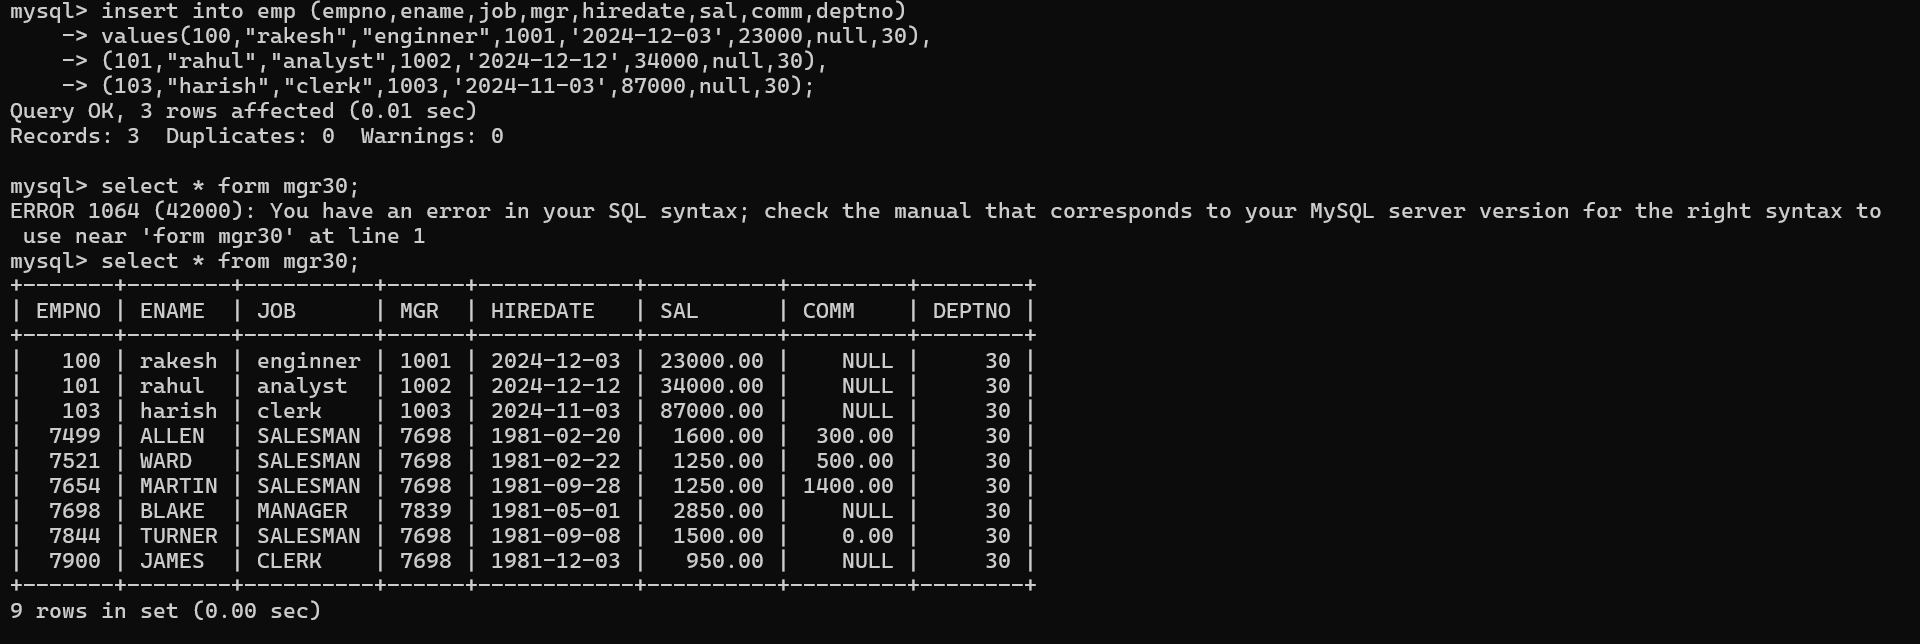 mysql> insert into emp (empno,ename,job,mgr,hiredate,sal,comm,deptno)
    -> values(100,"rakesh","enginner",1001,'2024-12-03',23000,null,30),
    -> (101,"rahul","analyst",1002,'2024-12-12',34000,null,30),
    -> (103,"harish","clerk",1003,'2024-11-03',87000,null,30);
Query OK, 3 rows affected (0.01 sec)
Records: 3  Duplicates: 0  Warnings: 0

mysql> select * form mgr30;
ERROR 1064 (42000): You have an error in your SQL syntax; check the manual that corresponds to your MySQL server version for the right syntax to
 use near 'form mgr30' at line 1
mysql> select * from mgr30;
+-------+--------+----------+------+------------+----------+---------+--------+
| EMPNO | ENAME  | JOB      | MGR  | HIREDATE   | SAL      | COMM    | DEPTNO |
+-------+--------+----------+------+------------+----------+---------+--------+
|   100 | rakesh | enginner | 1001 | 2024-12-03 | 23000.00 |    NULL |     30 |
|   101 | rahul  | analyst  | 1002 | 2024-12-12 | 34000.00 |    NULL |     30 |
|   103 | harish | clerk    | 1003 | 2024-11-03 | 87000.00 |    NULL |     30 |
|  7499 | ALLEN  | SALESMAN | 7698 | 1981-02-20 |  1600.00 |  300.00 |     30 |
|  7521 | WARD   | SALESMAN | 7698 | 1981-02-22 |  1250.00 |  500.00 |     30 |
|  7654 | MARTIN | SALESMAN | 7698 | 1981-09-28 |  1250.00 | 1400.00 |     30 |
|  7698 | BLAKE  | MANAGER  | 7839 | 1981-05-01 |  2850.00 |    NULL |     30 |
|  7844 | TURNER | SALESMAN | 7698 | 1981-09-08 |  1500.00 |    0.00 |     30 |
|  7900 | JAMES  | CLERK    | 7698 | 1981-12-03 |   950.00 |    NULL |     30 |
+-------+--------+----------+------+------------+----------+---------+--------+
9 rows in set (0.00 sec)